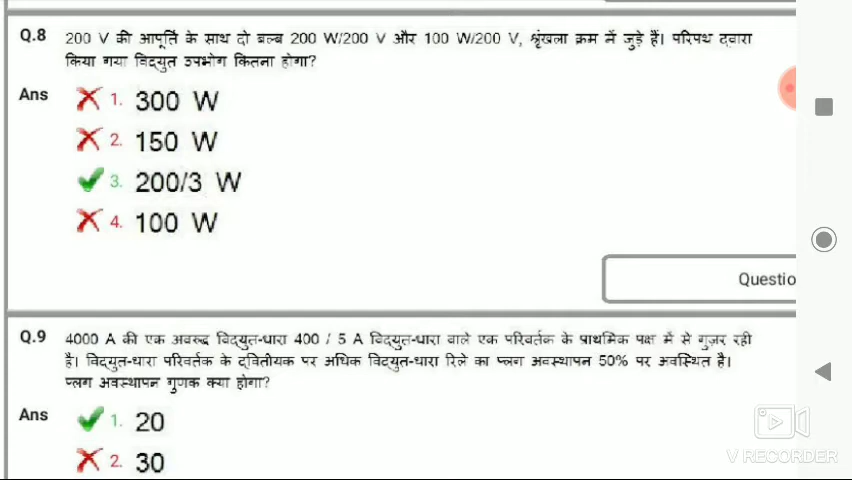 Q.8 200 V की आपूर्ति के साथ दो बल्ब 200 W/200 V और 100 W/200 V, श्रृंखला क्रम में जुड़े हैं। परिपथ द्वारा
किया गया विद्युत उपभोग कितना होगा?
Ans 1. 300 W
2. 150 W
3. 200/3 W
4. 100 W
Questio
Q.9 4000 A की एक अवरुद्ध विद्युत-धारा 400 / 5 A विद्युत-धारा वाले एक परिवर्तक के प्राथमिक पक्ष में से गुज़र रही
है। विद्युत-धारा परिवर्तक के द्वितीयक पर अधिक विद्युत-धारा रिले का प्लग अवस्थापन 50% पर अवस्थित है।
प्लग अवस्थापन गुणक क्या होगा?
Ans 1. 20
2. 30
V RECORDER